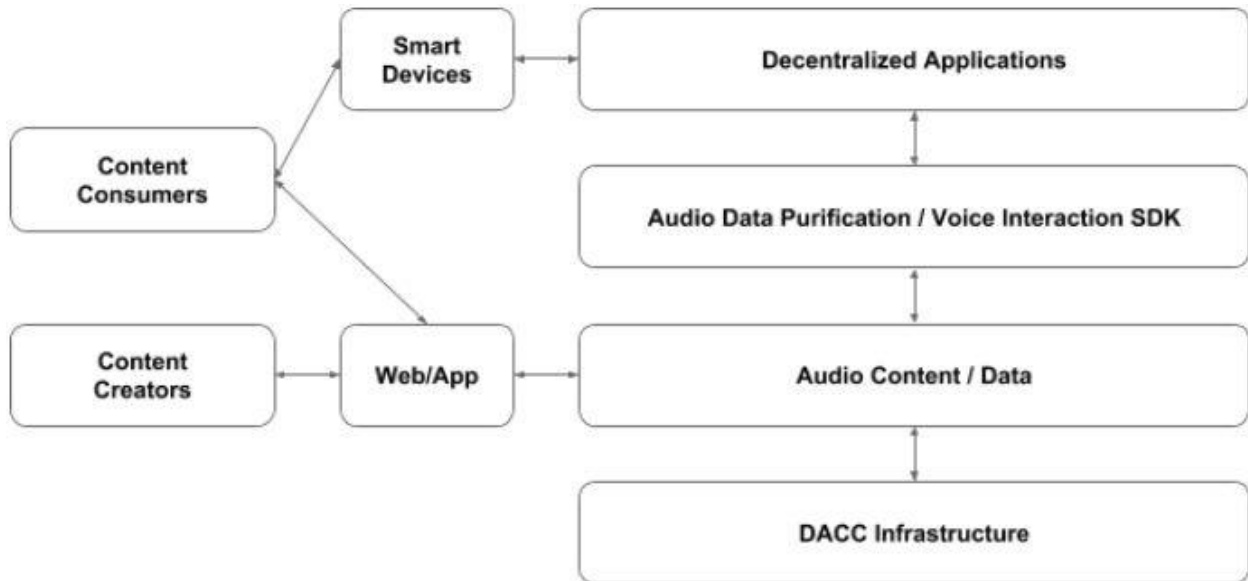 Smart
Devices
Decentralized Applications
Content
Consumers
Audio Data Purification / Voice Interaction SDK
Content
Creators
Web/App
Audio Content / Data
DACC Infrastructure